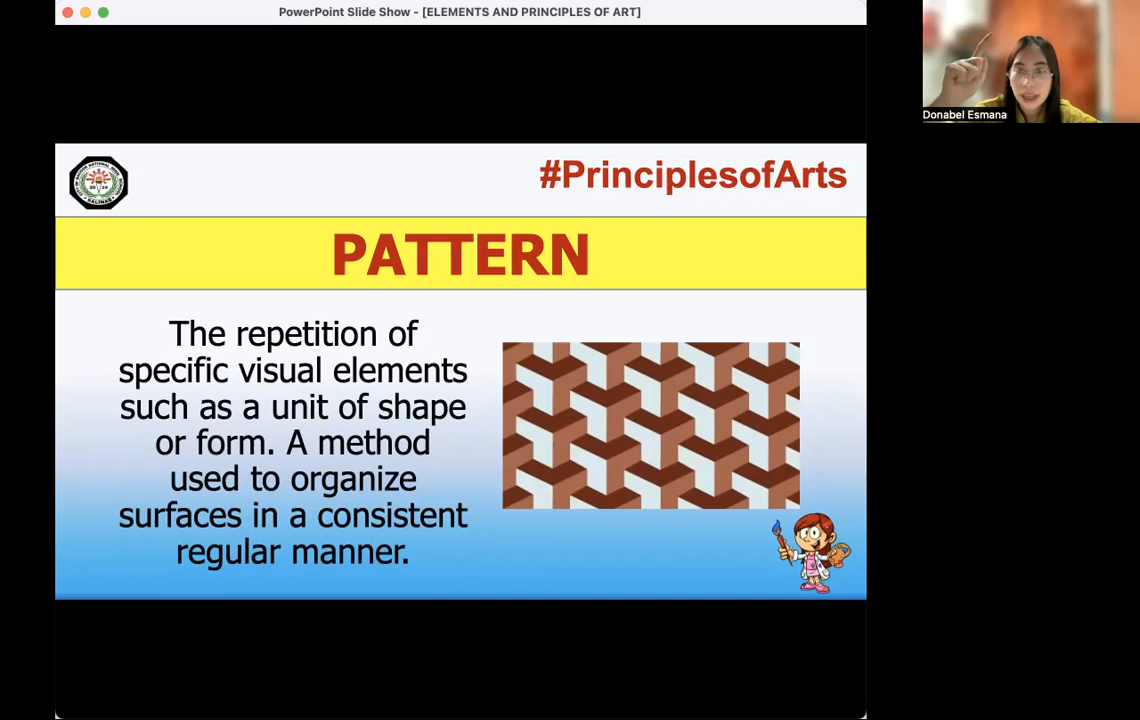 PowerPoint Slide Show - [ELEMENTS AND PRINCIPLES OF ART]
Donabel Esmana
#PrinciplesofArts
PATTERN
The repetition of
specific visual elements
such as a unit of shape
or form. A method
used to organize
surfaces in a consistent
regular manner.
SALINAS